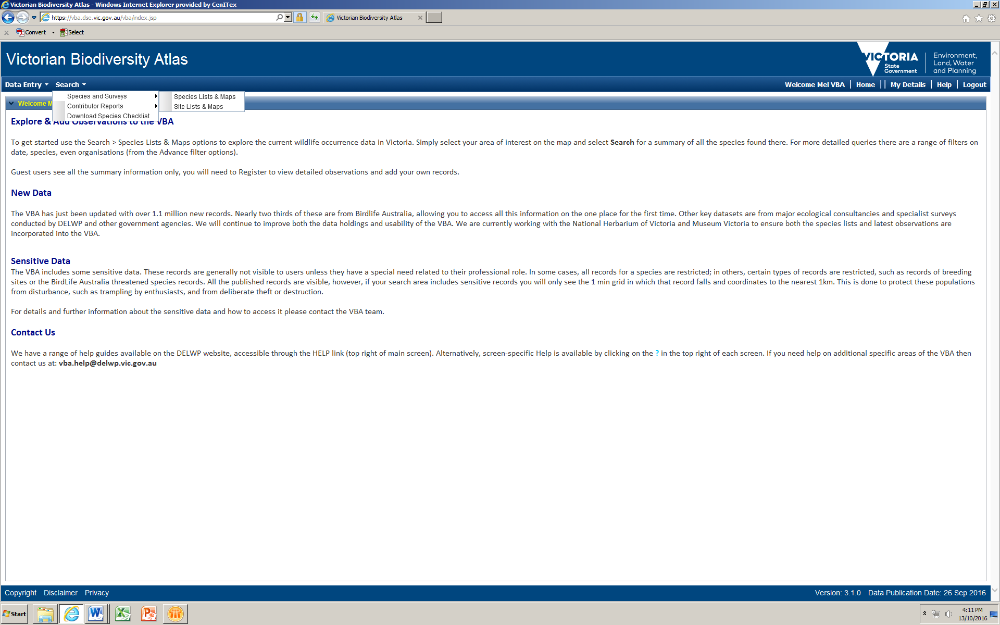 Victorian Biodiversity Atlas - Windows Internet Explorer provided by CenITex
https://vba.dse.vic.gov.au/vba/index.jsp
Victorian Biodiversity Atlas
Convert
Select
Victorian Biodiversity Atlas
VICTORIA
State
Government
Environment,
Land, Water
and Planning
Data Entry Search
Welcome Mel VBA | Home || My Details | Help | Logout
Species and Surveys
Contributor Reports
Download Species Checklist
Species Lists & Maps
Site Lists & Maps
Welcome M
Explore & Add Observations to the VBA
To get started use the Search > Species Lists & Maps options to explore the current wildlife occurrence data in Victoria. Simply select your area of interest on the map and select Search for a summary of all the species found there. For more detailed queries there are a range of filters on
date, species, even organisations (from the Advance filter options).
Guest users see all the summary information only, you will need to Register to view detailed observations and add your own records.
New Data
The VBA has just been updated with over 1.1 million new records. Nearly two thirds of these are from Birdlife Australia, allowing you to access all this information on the one place for the first time. Other key datasets are from major ecological consultancies and specialist surveys
conducted by DELWP and other government agencies. We will continue to improve both the data holdings and usability of the VBA. We are currently working with the National Herbarium of Victoria and Museum Victoria to ensure both the species lists and latest observations are
incorporated into the VBA.
Sensitive Data
The VBA includes some sensitive data. These records are generally not visible to users unless they have a special need related to their professional role. In some cases, all records for a species are restricted; in others, certain types of records are restricted, such as records of breeding
sites or the BirdLife Australia threatened species records. All the published records are visible, however, if your search area includes sensitive records you will only see the 1 min grid in which that record falls and coordinates to the nearest 1km. This is done to protect these populations
from disturbance, such as trampling by enthusiasts, and from deliberate theft or destruction.
For details and further information about the sensitive data and how to access it please contact the VBA team.
Contact Us
We have a range of help guides available on the DELWP website, accessible through the HELP link (top right of main screen). Alternatively, screen-specific Help is available by clicking on the ? in the top right of each screen. If you need help on additional specific areas of the VBA then
contact us at: vba.help@delwp.vic.gov.au
Copyright Disclaimer Privacy
Version: 3.1.0 Data Publication Date: 26 Sep 2016
Start
4:11 PM
13/10/2016